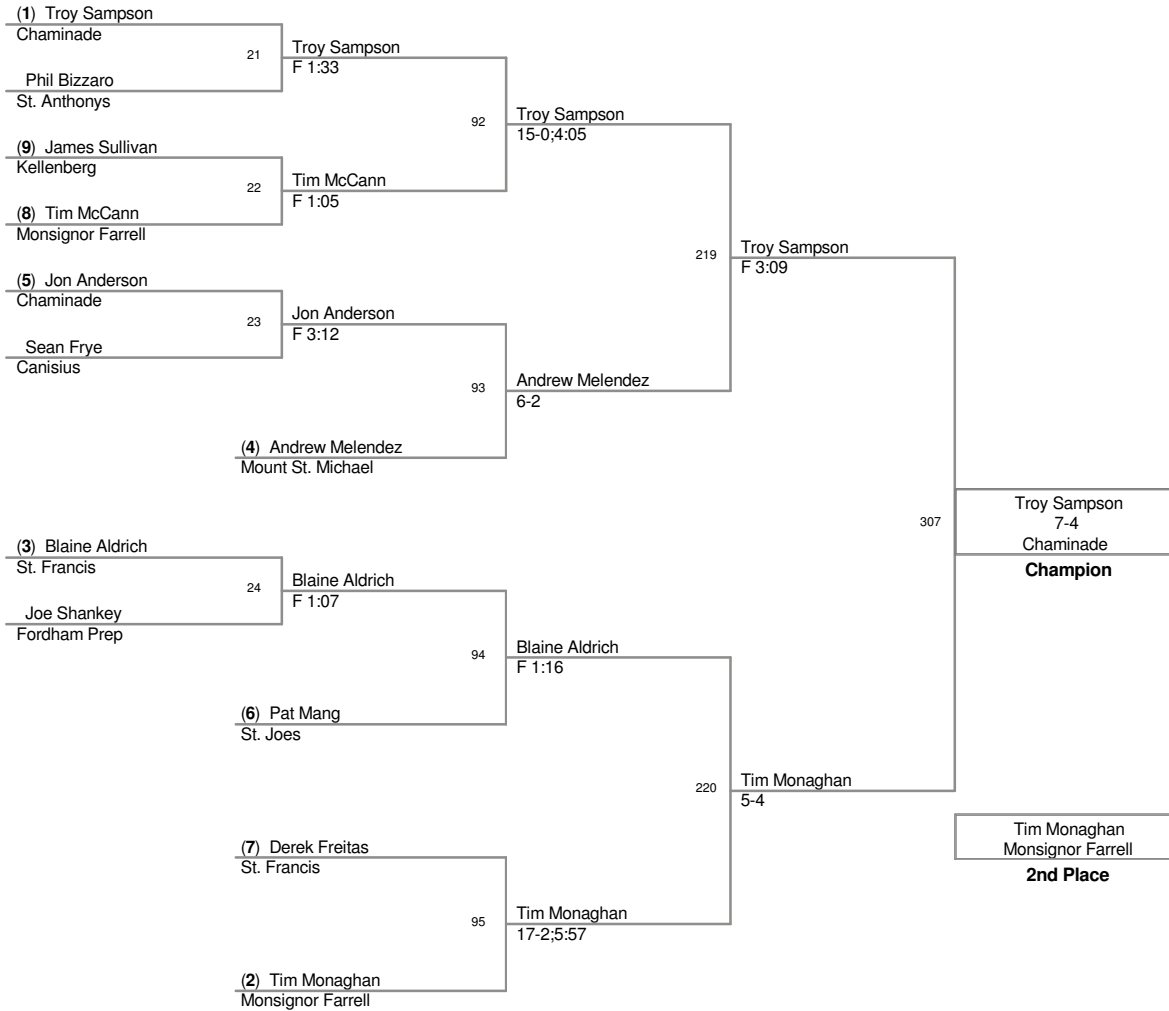 (1) Troy Sampson
Chaminade
21
Troy Sampson
F 1:33
Phil Bizzaro
St. Anthonys
92
Troy Sampson
15-0;4:05
(9) James Sullivan
Kellenberg
22
Tim McCann
F 1:05
(8) Tim McCann
Monsignor Farrell
219
Troy Sampson
F 3:09
(5) Jon Anderson
Chaminade
23
Jon Anderson
F 3:12
Sean Frye
Canisius
93
Andrew Melendez
6-2
(4) Andrew Melendez
Mount St. Michael
307
Troy Sampson
7-4
Chaminade
Champion
(3) Blaine Aldrich
St. Francis
24
Blaine Aldrich
F 1:07
Joe Shankey
Fordham Prep
94
Blaine Aldrich
F 1:16
(6) Pat Mang
St. Joes
220
Tim Monaghan
5-4
Tim Monaghan
Monsignor Farrell
2nd Place
(7) Derek Freitas
St. Francis
95
Tim Monaghan
17-2;5:57
(2) Tim Monaghan
Monsignor Farrell